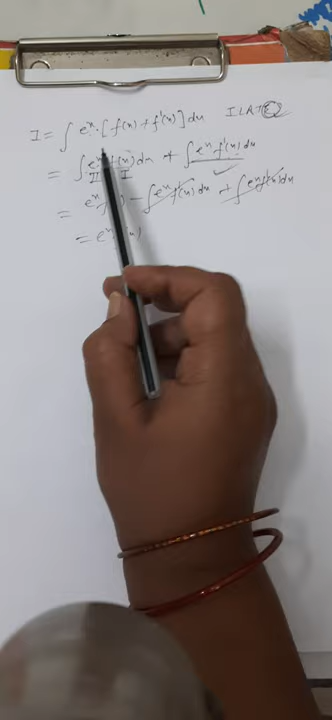 I = ∫ eˣ·[f(x) + f'(x)] dx ILATE
= ∫ eˣ f(x) dx + ∫ eˣ f'(x) dx
II I
= eˣ - ∫ eˣ f'(x) dx + ∫ eˣ f'(x) dx
= eˣ